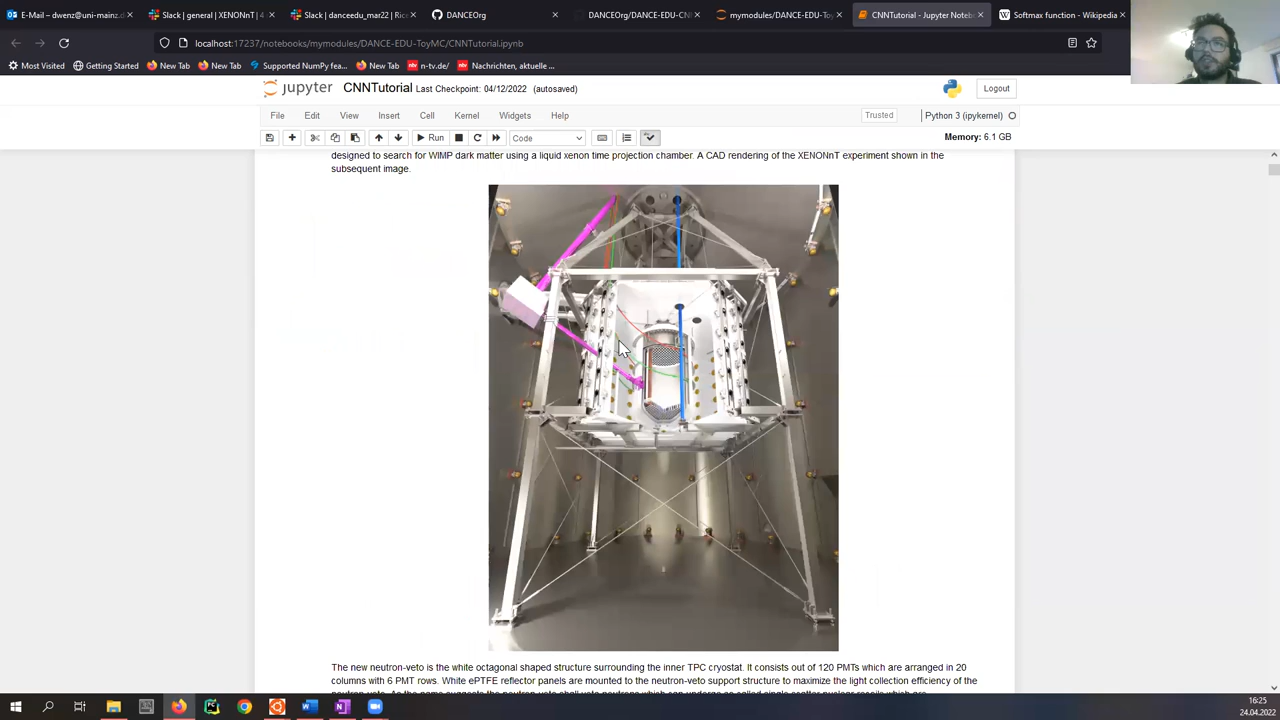 E-Mail – dwenz@uni-mainz.d
Slack | general | XENONnT | 4
Slack | danceedu_mar22 | Ric
DANCEOrg
DANCEOrg/DANCE-EDU-CN
mymodules/DANCE-EDU-Toy
CNNTutorial - Jupyter Noteb
Softmax function - Wikipedia
localhost:17237/notebooks/mymodules/DANCE-EDU-ToyMC/CNNTutorial.ipynb
Most Visited
Getting Started
New Tab
New Tab
Supported NumPy fea...
New Tab
n-tv.de/
Nachrichten, aktuelle ...
jupyter CNNTutorial Last Checkpoint: 04/12/2022 (autosaved)
Logout
File Edit View Insert Cell Kernel Widgets Help
Trusted
Python 3 (ipykernel)
Run
Code
Memory: 6.1 GB
designed to search for WIMP dark matter using a liquid xenon time projection chamber. A CAD rendering of the XENONnT experiment shown in the
subsequent image.
The new neutron-veto is the white octagonal shaped structure surrounding the inner TPC cryostat. It consists out of 120 PMTs which are arranged in 20
columns with 6 PMT rows. White ePTFE reflector panels are mounted to the neutron-veto support structure to maximize the light collection efficiency of the
16:25
24.04.2022